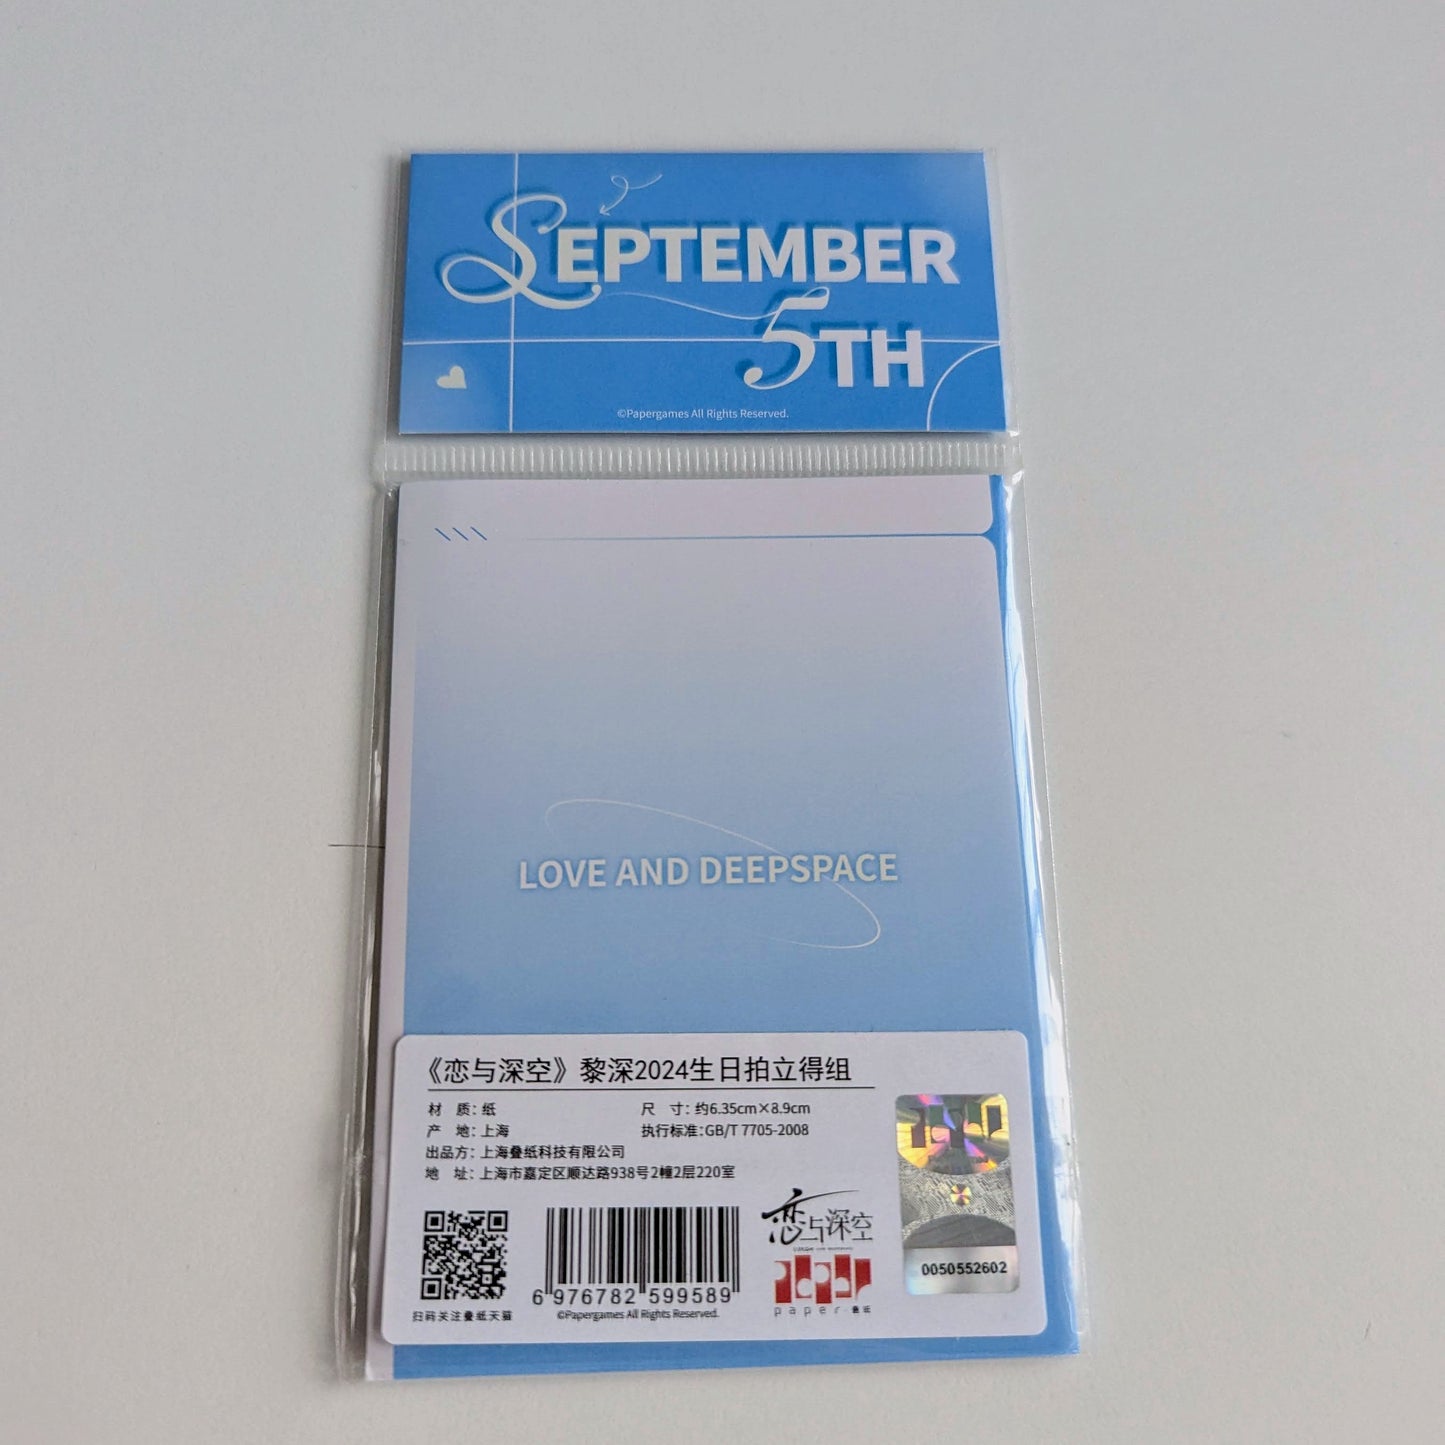 SEPTEMBER
5TH
©Papergames All Rights Reserved.
LOVE AND DEEPSPACE
《恋与深空》黎深2024生日拍立得组
材 质：纸 尺 寸：约6.35cm×8.9cm
产 地：上海 执行标准：GB/T 7705-2008
出品方：上海叠纸科技有限公司
地 址：上海市嘉定区顺达路938号2幢2层220室
恋与深空
paper
0050552602
6 976782 599589
paper 叠纸
扫码关注叠纸天猫
©Papergames All Rights Reserved.